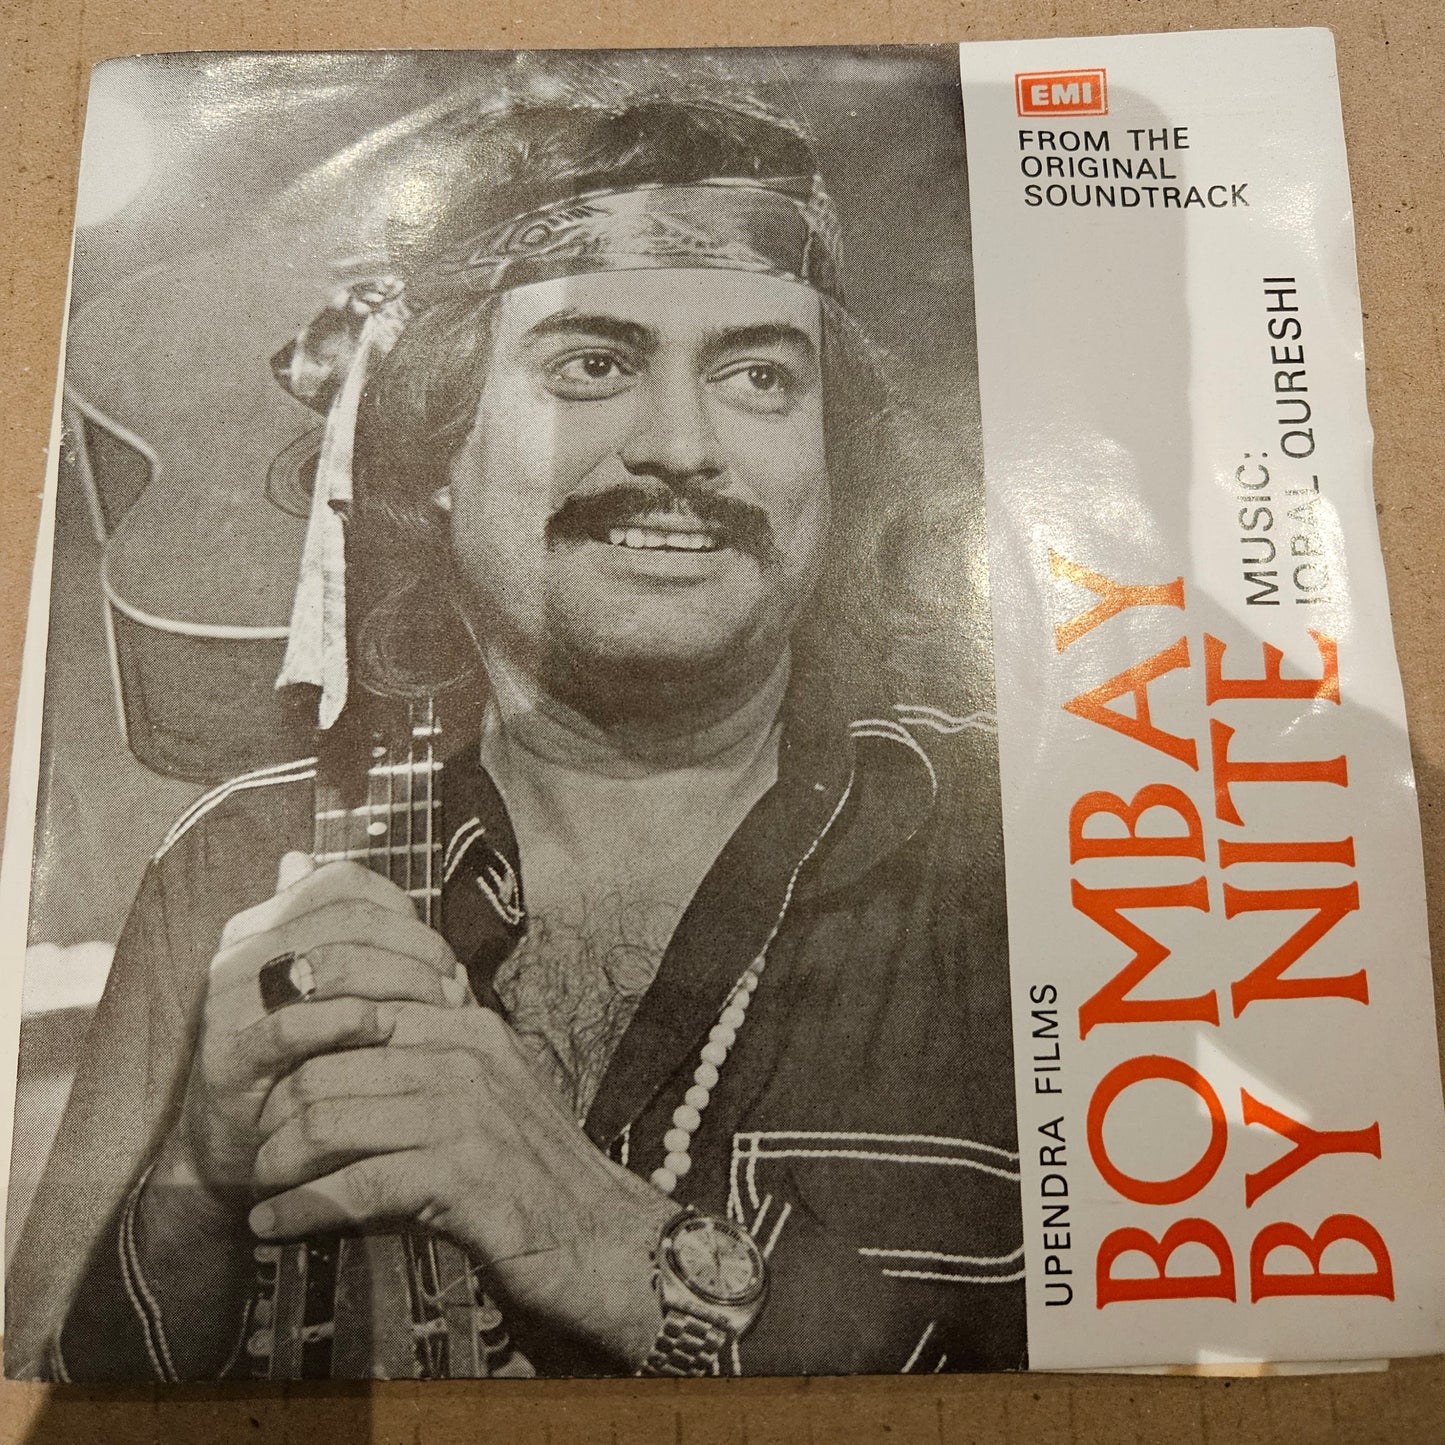 EMI
FROM THE
ORIGINAL
SOUNDTRACK
UPENDRA FILMS
BOMBAY
BY NITE
MUSIC:
IQBAL QURESHI